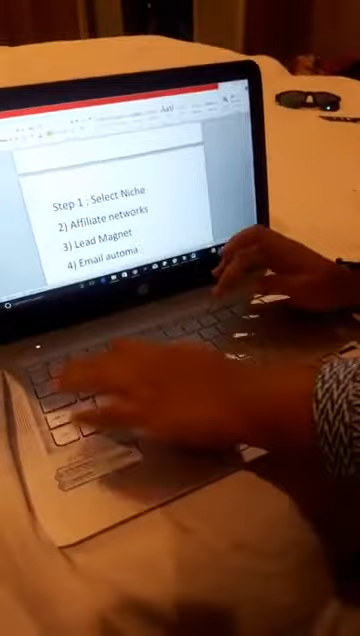 Step 1 : Select Niche
2) Affiliate networks
3) Lead Magnet
4) Email automa